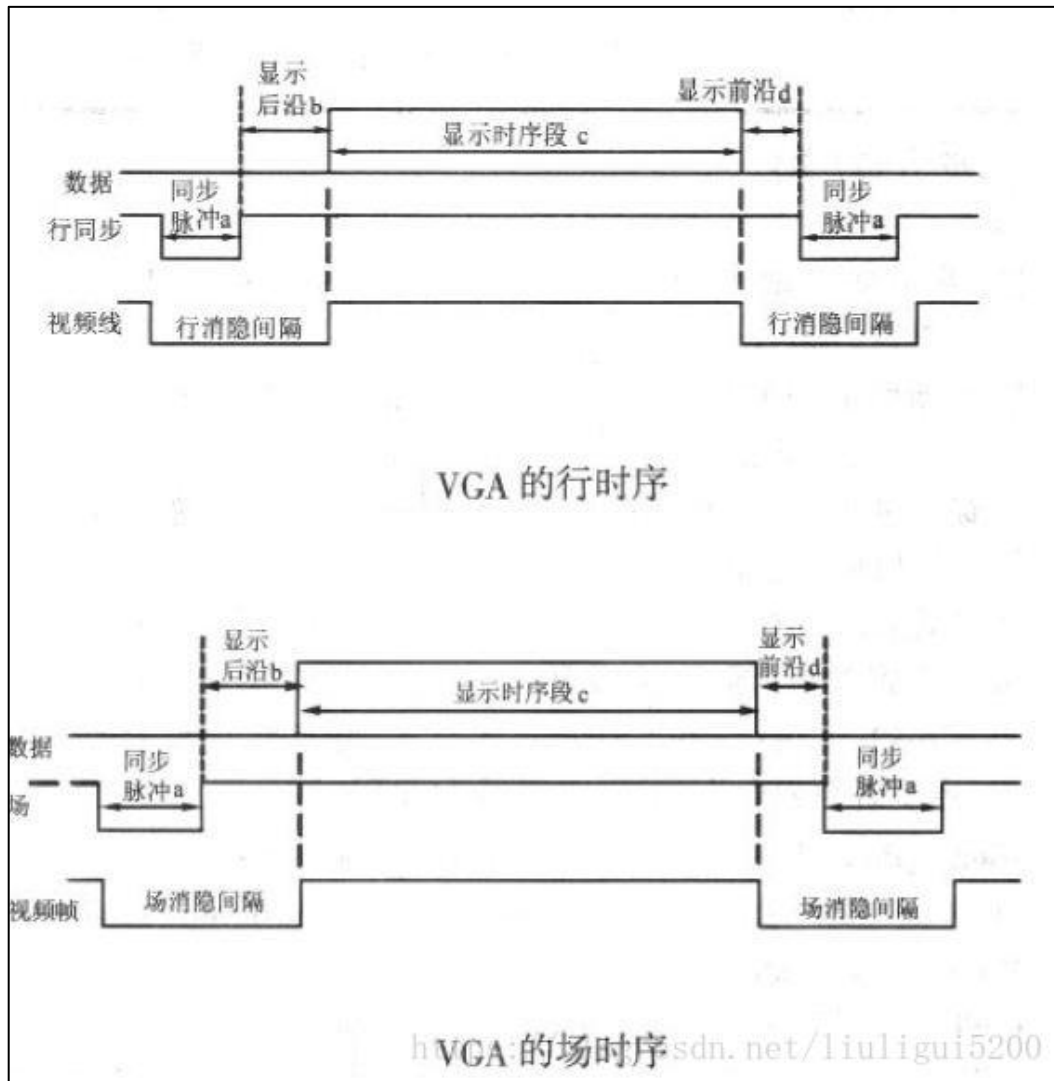 显示
后沿b
显示前沿d
显示时序段 c
数据
同步
脉冲a
同步
脉冲a
行同步
视频线
行消隐间隔
行消隐间隔
VGA 的行时序
显示
后沿b
显示
前沿d
显示时序段c
数据
同步
脉冲a
同步
脉冲a
场
视频帧
场消隐间隔
场消隐间隔
VGA 的场时序
sdn.net/liuligui5200